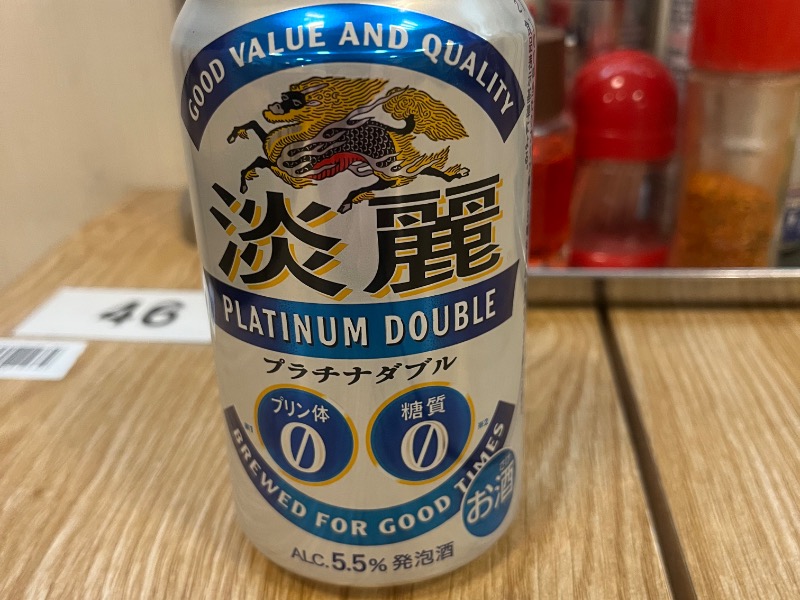 GOOD VALUE AND QUALITY
淡麗
PLATINUM DOUBLE
プラチナダブル
プリン体
0
糖質
0
BREWED FOR GOOD TIMES
お酒
ALC.5.5% 発泡酒
46